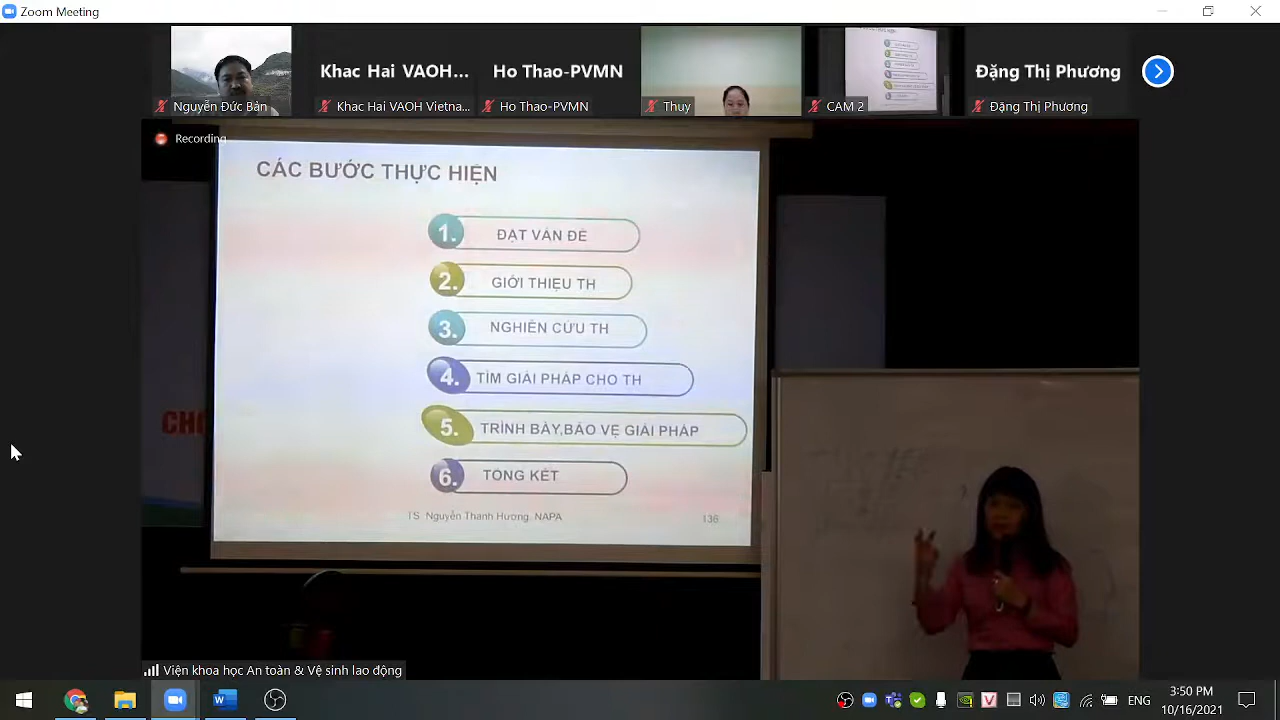 Zoom Meeting
Khac Hai VAOH... Ho Thao-PVMN Đặng Thị Phương
Nguyễn Đức Bản Khac Hai VAOH Vietna... Ho Thao-PVMN Thuy CAM 2 Đặng Thị Phương
Recording
CÁC BƯỚC THỰC HIỆN
1. ĐẶT VẤN ĐỀ
2. GIỚI THIỆU TH
3. NGHIÊN CỨU TH
4. TÌM GIẢI PHÁP CHO TH
5. TRÌNH BÀY,BẢO VỆ GIẢI PHÁP
6. TỔNG KẾT
TS Nguyễn Thanh Hương NAPA 136
Viện khoa học An toàn & Vệ sinh lao động
ENG
3:50 PM
10/16/2021